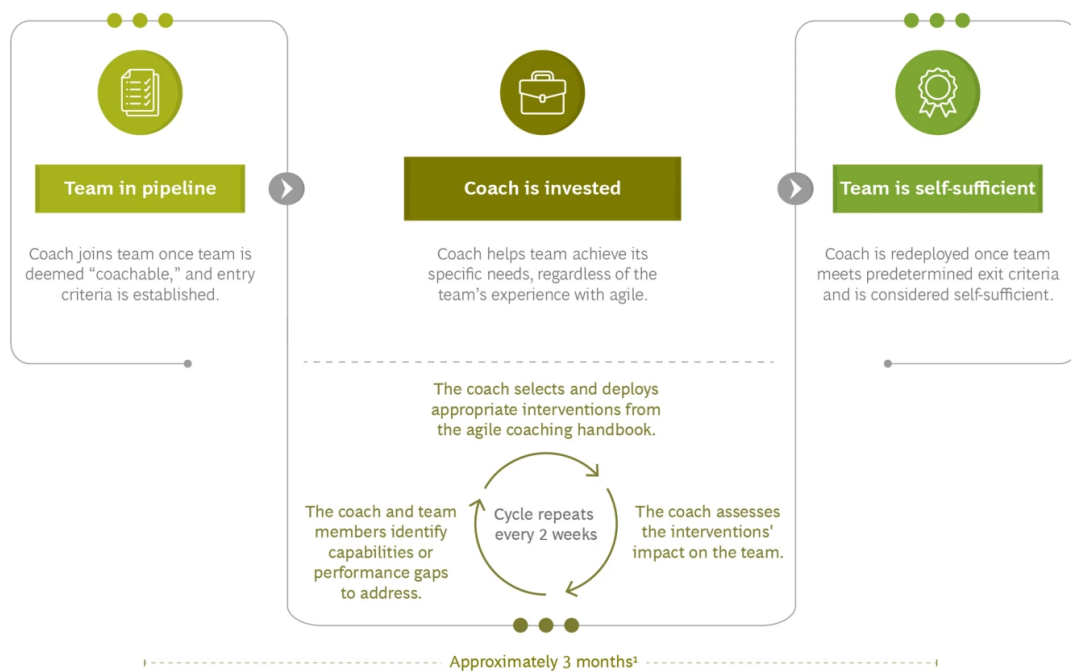 Team in pipeline
Coach joins team once team is
deemed “coachable,” and entry
criteria is established.
Coach is invested
Coach helps team achieve its
specific needs, regardless of the
team’s experience with agile.
Team is self-sufficient
Coach is redeployed once team
meets predetermined exit criteria
and is considered self-sufficient.
The coach selects and deploys
appropriate interventions from
the agile coaching handbook.
The coach and team
members identify
capabilities or
performance gaps
to address.
Cycle repeats
every 2 weeks
The coach assesses
the interventions'
impact on the team.
Approximately 3 months¹